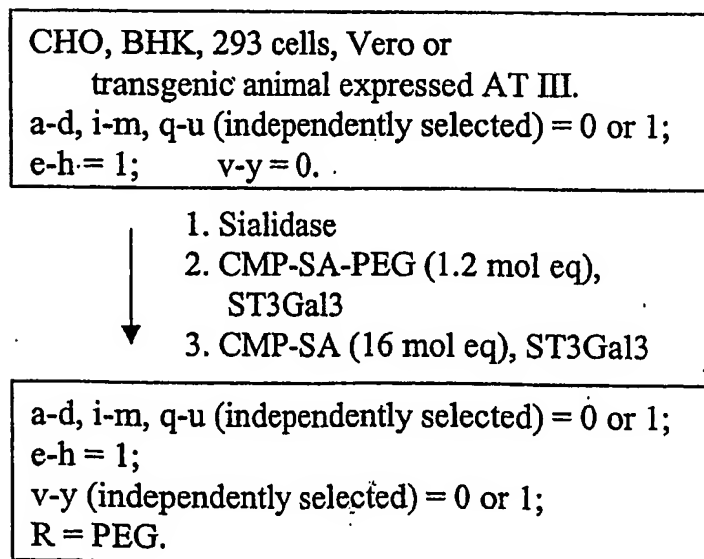 CHO, BHK, 293 cells, Vero or
transgenic animal expressed AT III.
a-d, i-m, q-u (independently selected) = 0 or 1;
e-h = 1; v-y = 0.
1. Sialidase
2. CMP-SA-PEG (1.2 mol eq),
ST3Gal3
3. CMP-SA (16 mol eq), ST3Gal3
a-d, i-m, q-u (independently selected) = 0 or 1;
e-h = 1;
v-y (independently selected) = 0 or 1;
R = PEG.